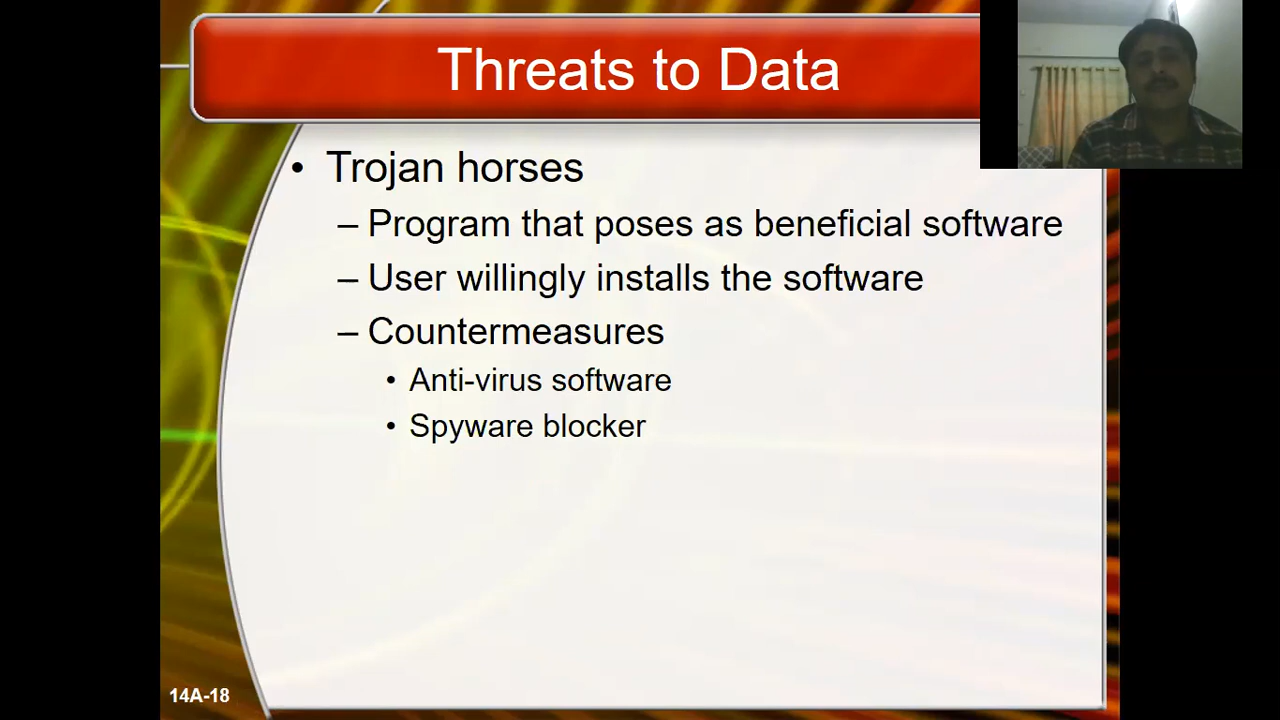 Threats to Data
• Trojan horses
– Program that poses as beneficial software
– User willingly installs the software
– Countermeasures
• Anti-virus software
• Spyware blocker
14A-18